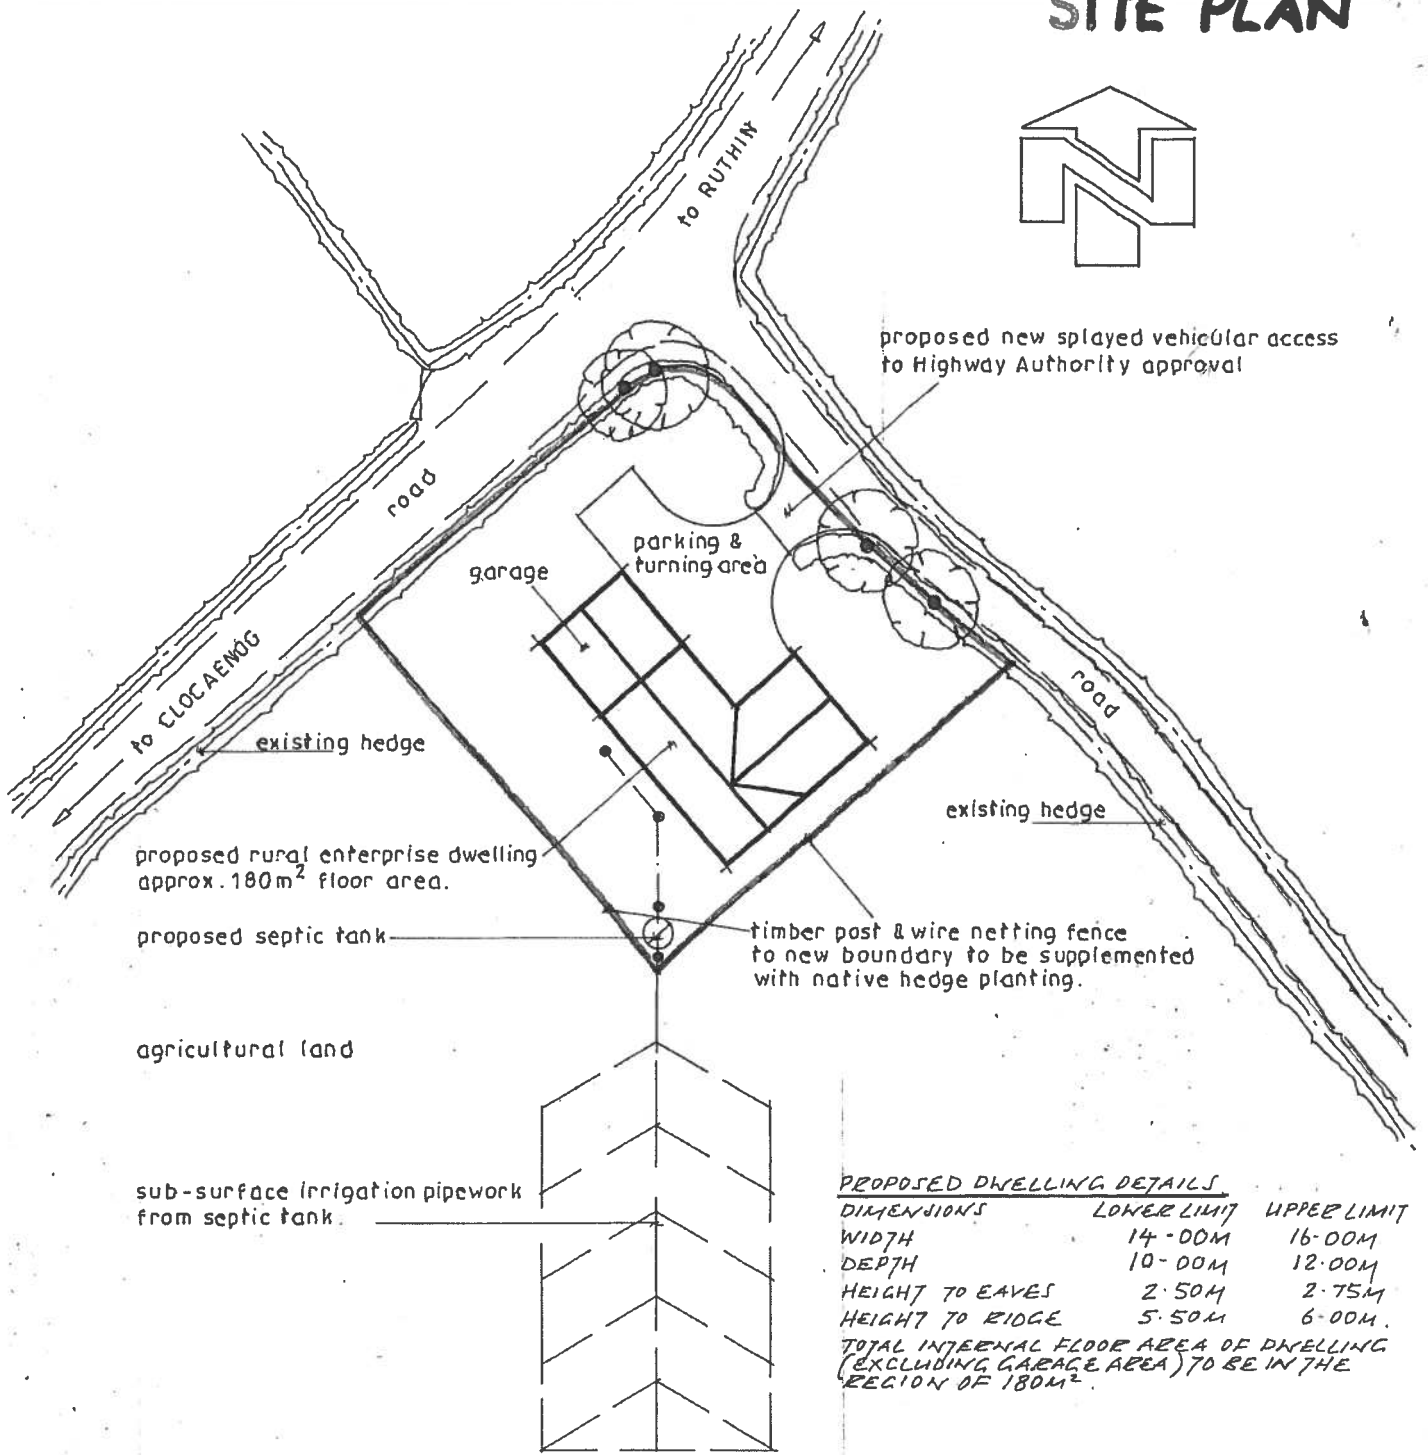 SITE PLAN
N
to RUTHIN
proposed new splayed vehicular access
to Highway Authority approval
road
parking &
turning area
garage
to CLOCAENOG
existing hedge
road
existing hedge
proposed rural enterprise dwelling
approx. 180m² floor area.
proposed septic tank
timber post & wire netting fence
to new boundary to be supplemented
with native hedge planting.
agricultural land
sub-surface irrigation pipework
from septic tank.
PROPOSED DWELLING DETAILS.
DIMENSIONS LOWER LIMIT UPPER LIMIT
WIDTH 14-00M 16-00M
DEPTH 10-00M 12·00M
HEIGHT TO EAVES 2·50M 2·75M
HEIGHT TO RIDGE 5·50M 6-00M.
TOTAL INTERNAL FLOOR AREA OF DWELLING
(EXCLUDING GARAGE AREA) TO BE IN THE
REGION OF 180M².